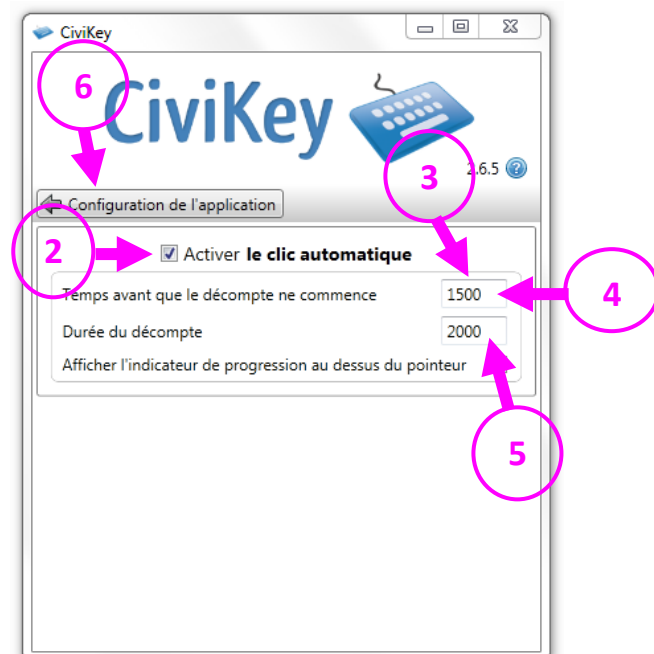 CiviKey
6
CiviKey
3
2.6.5
Configuration de l'application
2
Activer le clic automatique
Temps avant que le décompte ne commence 1500
4
Durée du décompte 2000
Afficher l'indicateur de progression au dessus du pointeur
5